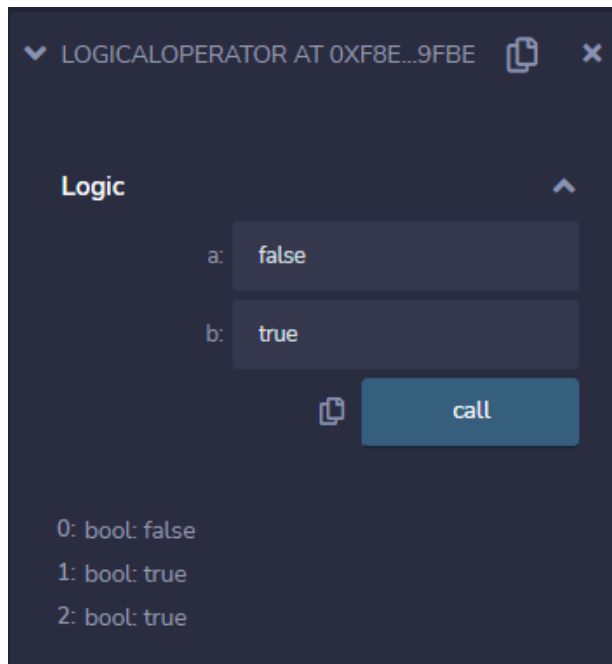 LOGICALOPERATOR AT 0XF8E...9FBE
Logic
a: false
b: true
call
0: bool: false
1: bool: true
2: bool: true